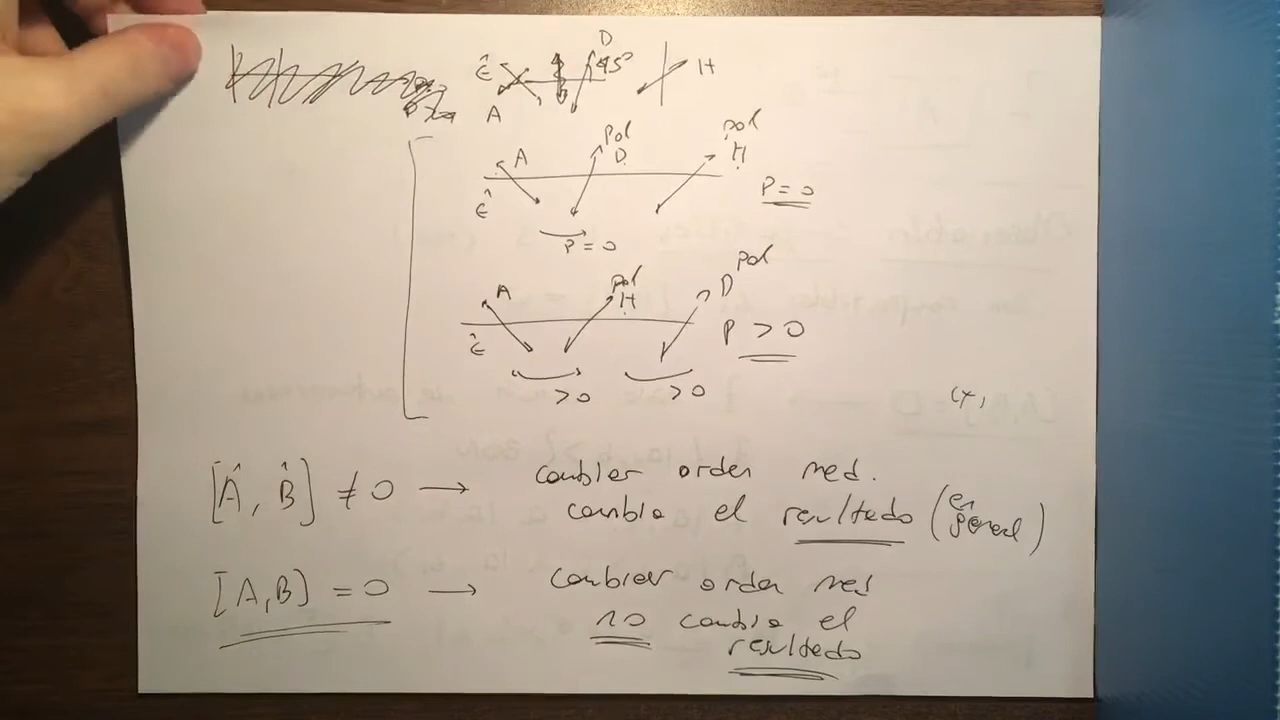 D
Ê 45° H
A
A pol D pol H
Ê P = 0
P = 0
A pol H pol D
Ê P > 0
> 0 > 0
(x,
[Â, B̂] ≠ 0 → cambiar orden med.
cambia el resultado (en general)
[A, B] = 0 → cambiar orden med
no cambia el
resultado